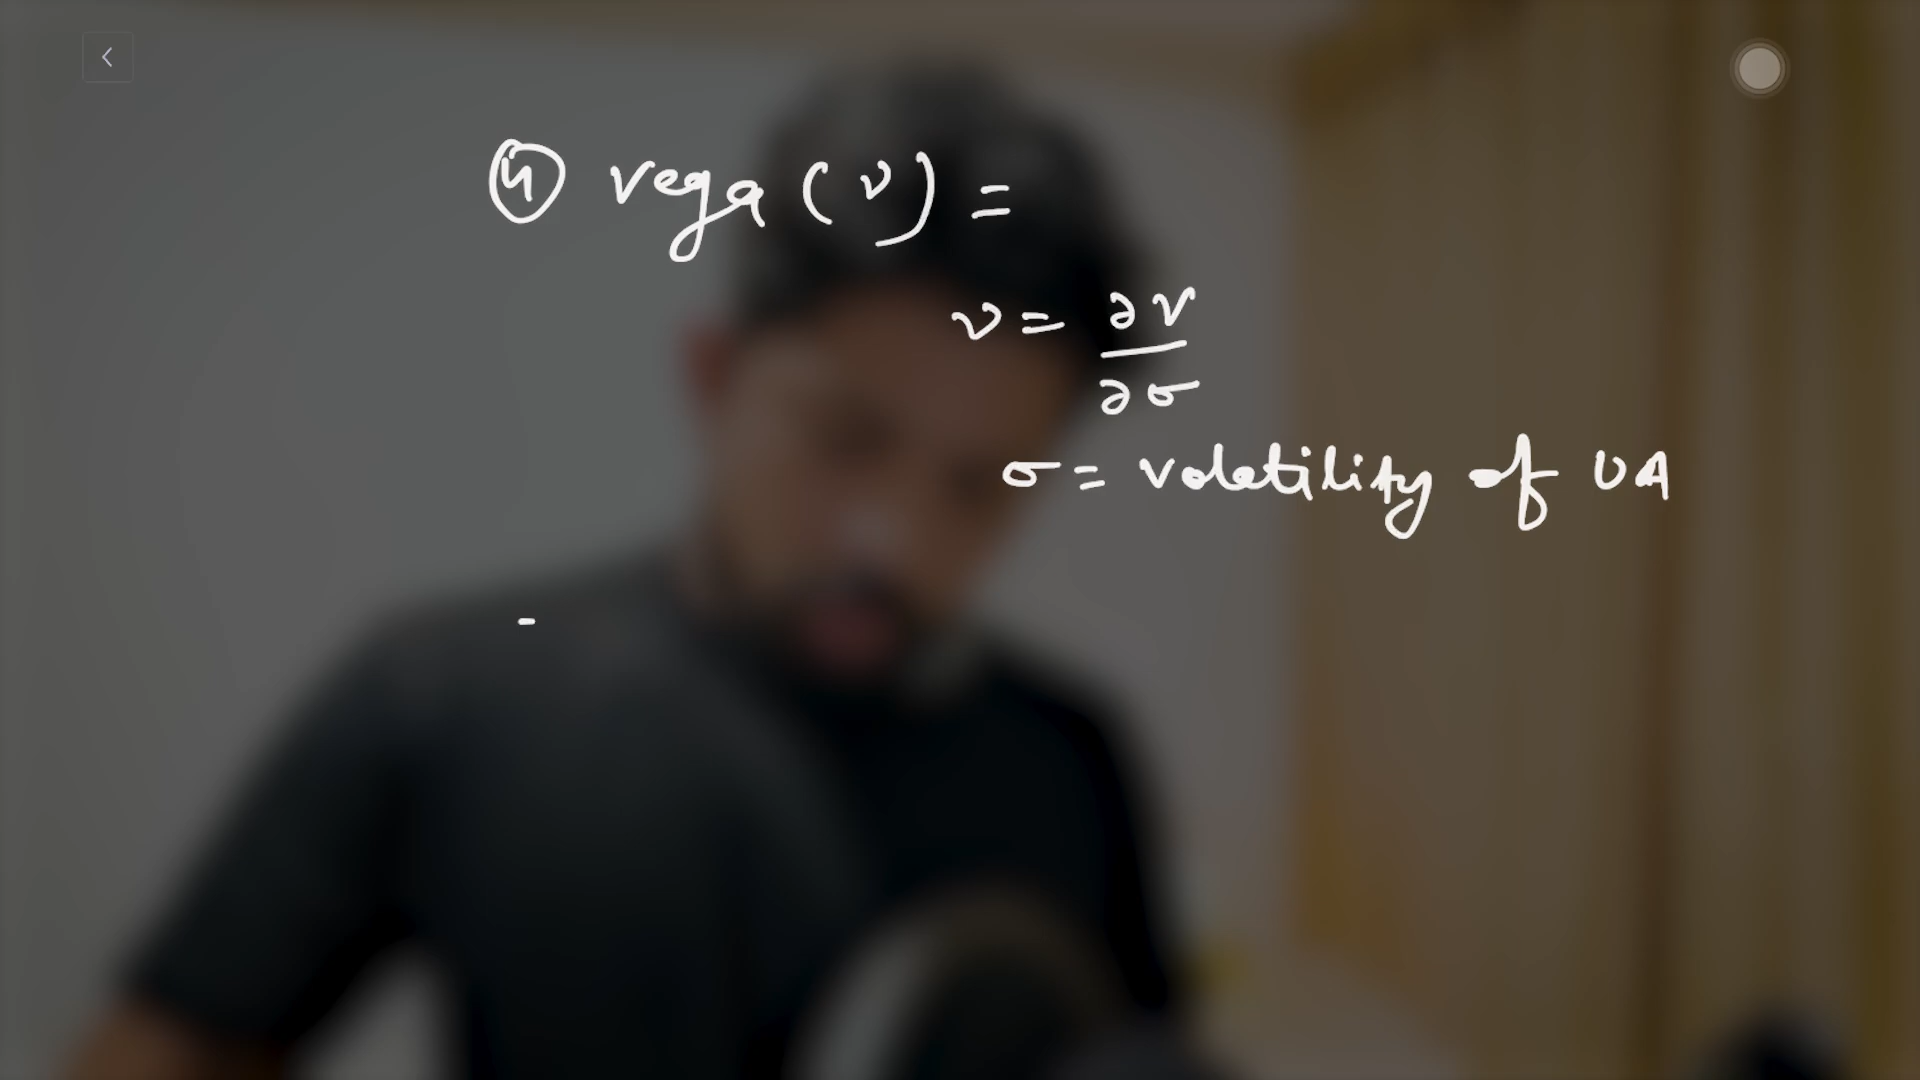 ④ vega (ν) =
ν = ∂V
∂σ
σ = volatility of UA
-